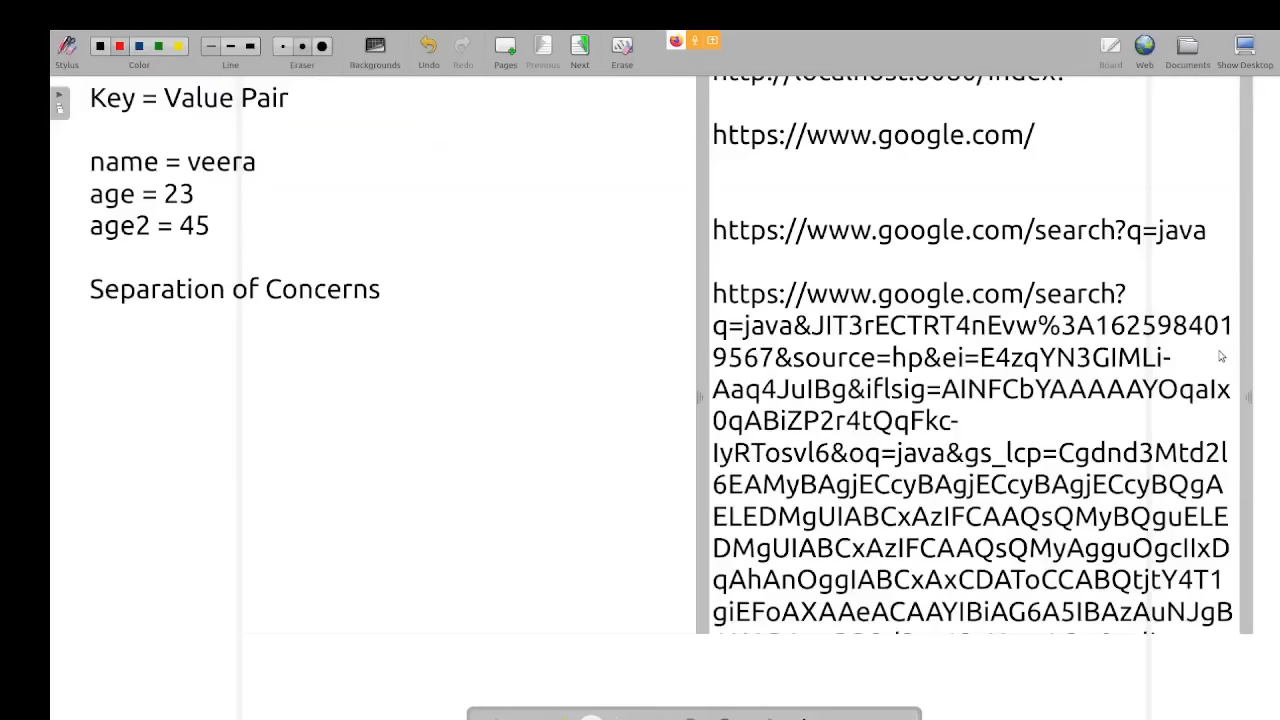 Stylus
Color
Line
Eraser
Backgrounds
Undo
Redo
Pages
Previous
Next
Erase
Board
Web
Documents
Show Desktop
Key = Value Pair
name = veera
age = 23
age2 = 45
Separation of Concerns
https://www.google.com/
https://www.google.com/search?q=java
https://www.google.com/search?
q=java&JIT3rECTRT4nEvw%3A162598401
9567&source=hp&ei=E4zqYN3GIMLi-
Aaq4JuIBg&iflsig=AINFCbYAAAAAYOqaIx
0qABiZP2r4tQqFkc-
IyRTosvl6&oq=java&gs_lcp=Cgdnd3Mtd2l
6EAMyBAgjECcyBAgjECcyBAgjECcyBQgA
ELEDMgUIABCxAzIFCAAQsQMyBQguELE
DMgUIABCxAzIFCAAQsQMyAgguOgcIIxD
qAhAnOggIABCxAxCDAToCCABQtjtY4T1
giEFoAXAAeACAAYIBiAG6A5IBAzAuNJgB